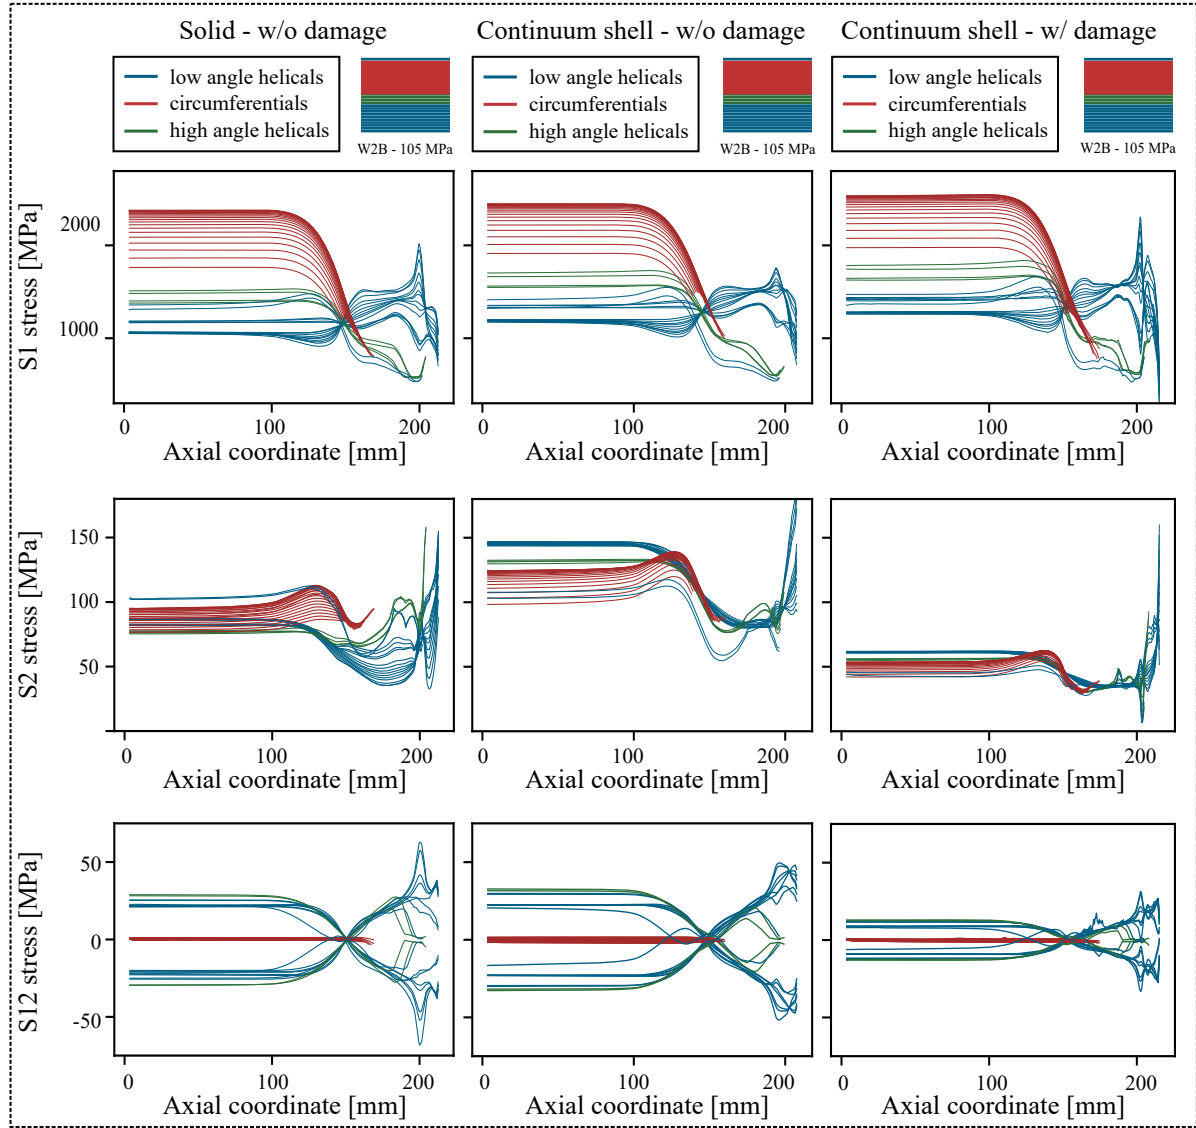 Solid - w/o damage
Continuum shell - w/o damage
Continuum shell - w/ damage
low angle helicals
circumferentials
high angle helicals
W2B - 105 MPa
low angle helicals
circumferentials
high angle helicals
W2B - 105 MPa
low angle helicals
circumferentials
high angle helicals
W2B - 105 MPa
S1 stress [MPa]
2000
1000
0 100 200
Axial coordinate [mm]
0 100 200
Axial coordinate [mm]
0 100 200
Axial coordinate [mm]
S2 stress [MPa]
150
100
50
0 100 200
Axial coordinate [mm]
0 100 200
Axial coordinate [mm]
0 100 200
Axial coordinate [mm]
S12 stress [MPa]
50
0
-50
0 100 200
Axial coordinate [mm]
0 100 200
Axial coordinate [mm]
0 100 200
Axial coordinate [mm]